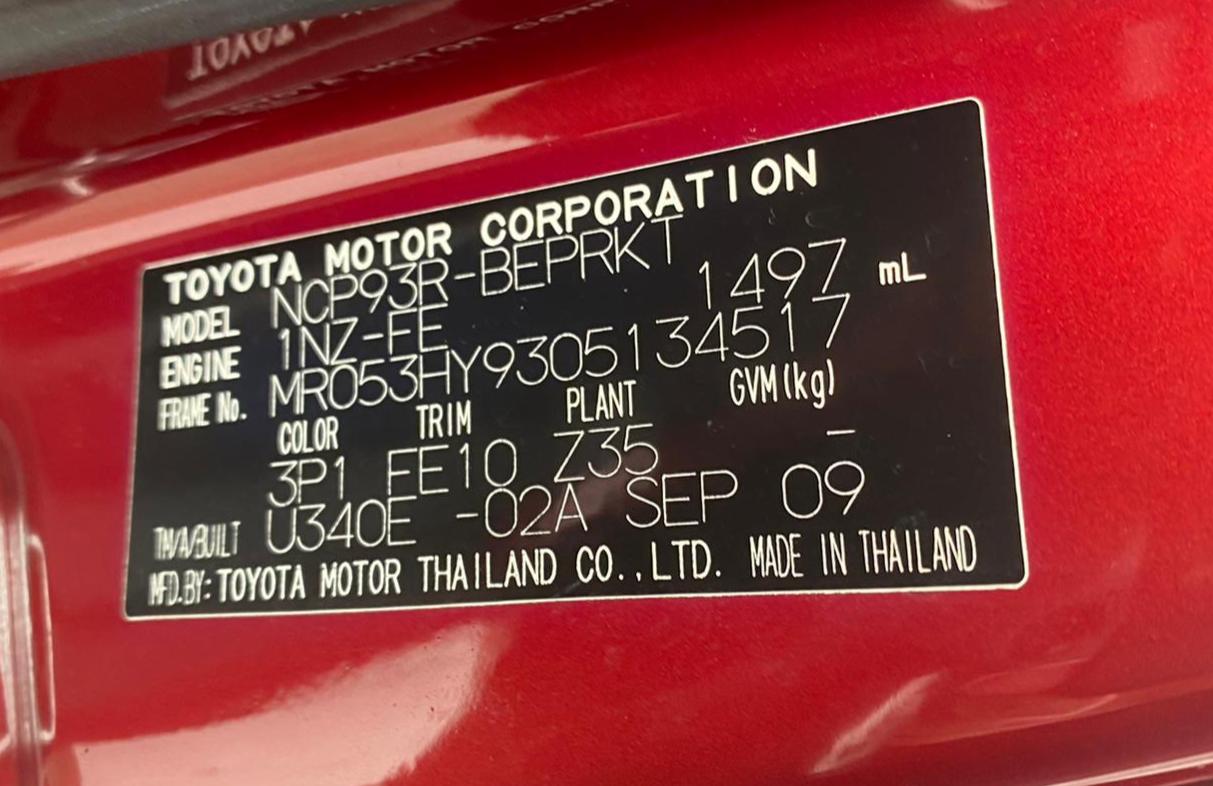 TOYOTA MOTOR CORPORATION
MODEL NCP93R-BEPRKT
ENGINE 1NZ-FE 1497 mL
FRAME No. MR053HY9305134517
COLOR TRIM PLANT GVM(kg)
3P1 FE10 Z35 –
TM/A/BUILT U340E -02A SEP 09
MFD.BY: TOYOTA MOTOR THAILAND CO.,LTD. MADE IN THAILAND